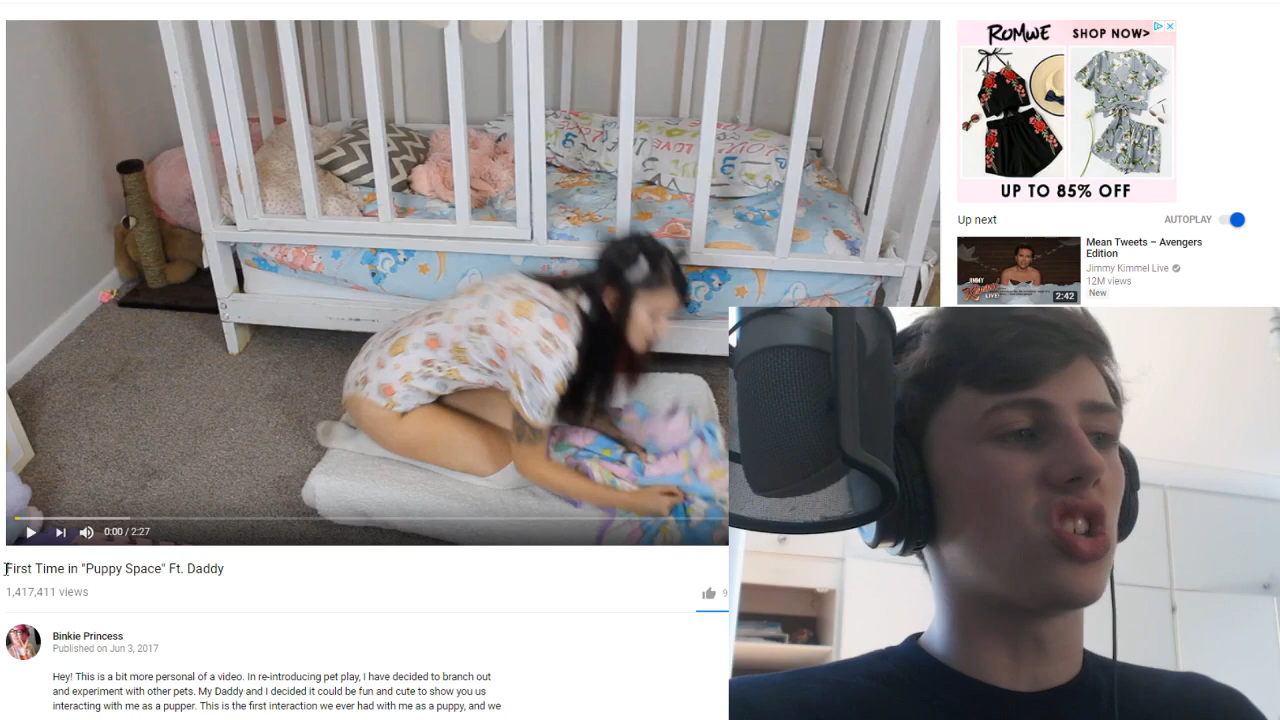 ROMWE SHOP NOW>
UP TO 85% OFF
Up next
AUTOPLAY
Mean Tweets – Avengers
Edition
Jimmy Kimmel Live
12M views
New
JIMMY
LIVE!
2:42
LOVE
0:00 / 2:27
First Time in "Puppy Space" Ft. Daddy
1,417,411 views
9
Binkie Princess
Published on Jun 3, 2017
Hey! This is a bit more personal of a video. In re-introducing pet play, I have decided to branch out
and experiment with other pets. My Daddy and I decided it could be fun and cute to show you us
interacting with me as a pupper. This is the first interaction we ever had with me as a puppy, and we